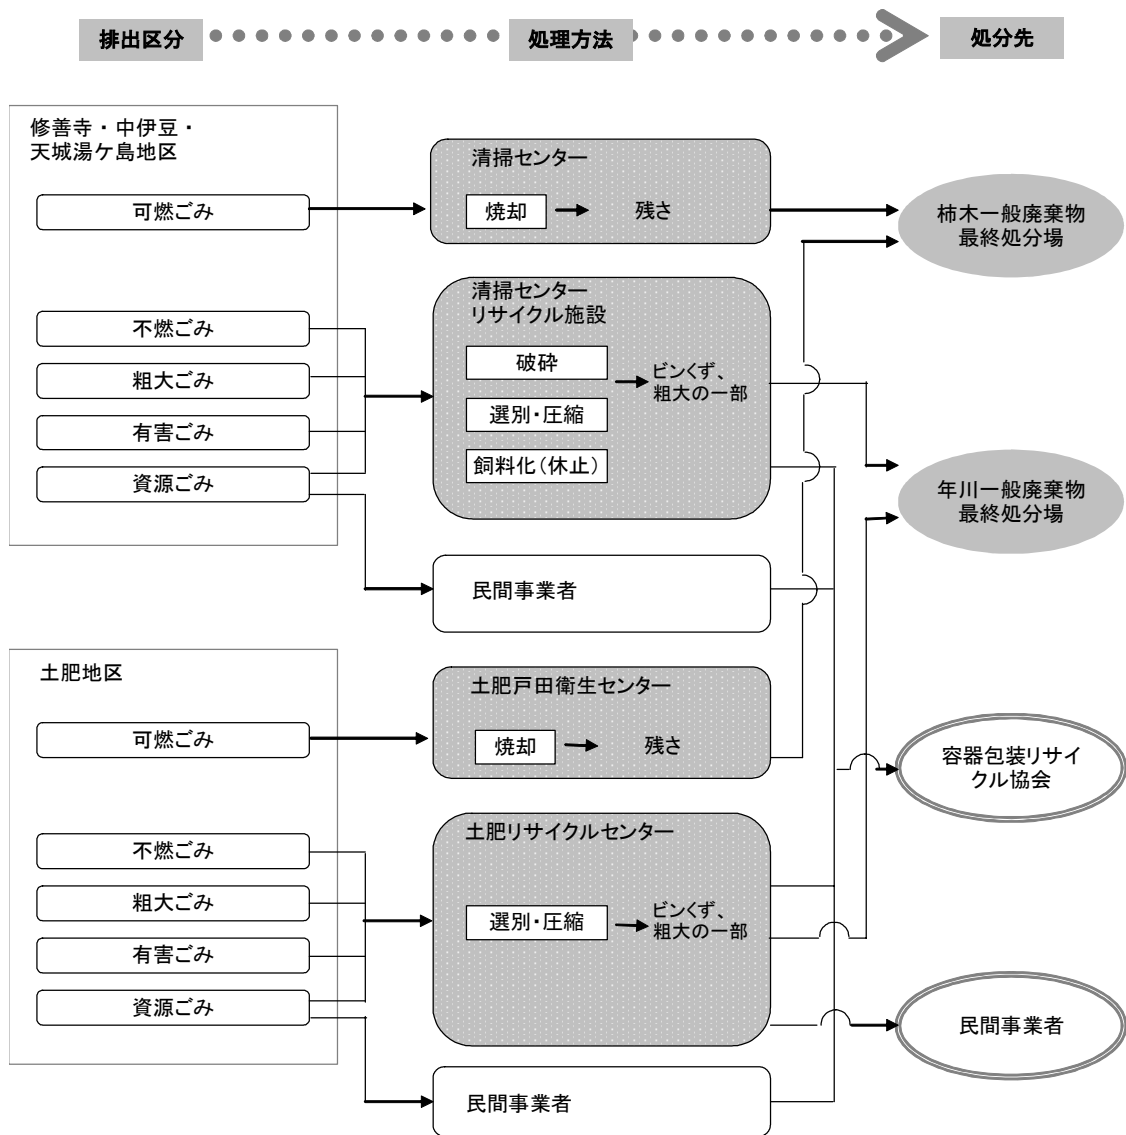 排出区分
処理方法
処分先
修善寺・中伊豆・
天城湯ケ島地区
可燃ごみ
不燃ごみ
粗大ごみ
有害ごみ
資源ごみ
清掃センター
焼却
残さ
清掃センター
リサイクル施設
破砕
選別・圧縮
飼料化(休止)
ビンくず、
粗大の一部
民間事業者
柿木一般廃棄物
最終処分場
年川一般廃棄物
最終処分場
土肥地区
可燃ごみ
不燃ごみ
粗大ごみ
有害ごみ
資源ごみ
土肥戸田衛生センター
焼却
残さ
土肥リサイクルセンター
選別・圧縮
ビンくず、
粗大の一部
民間事業者
容器包装リサイ
クル協会
民間事業者